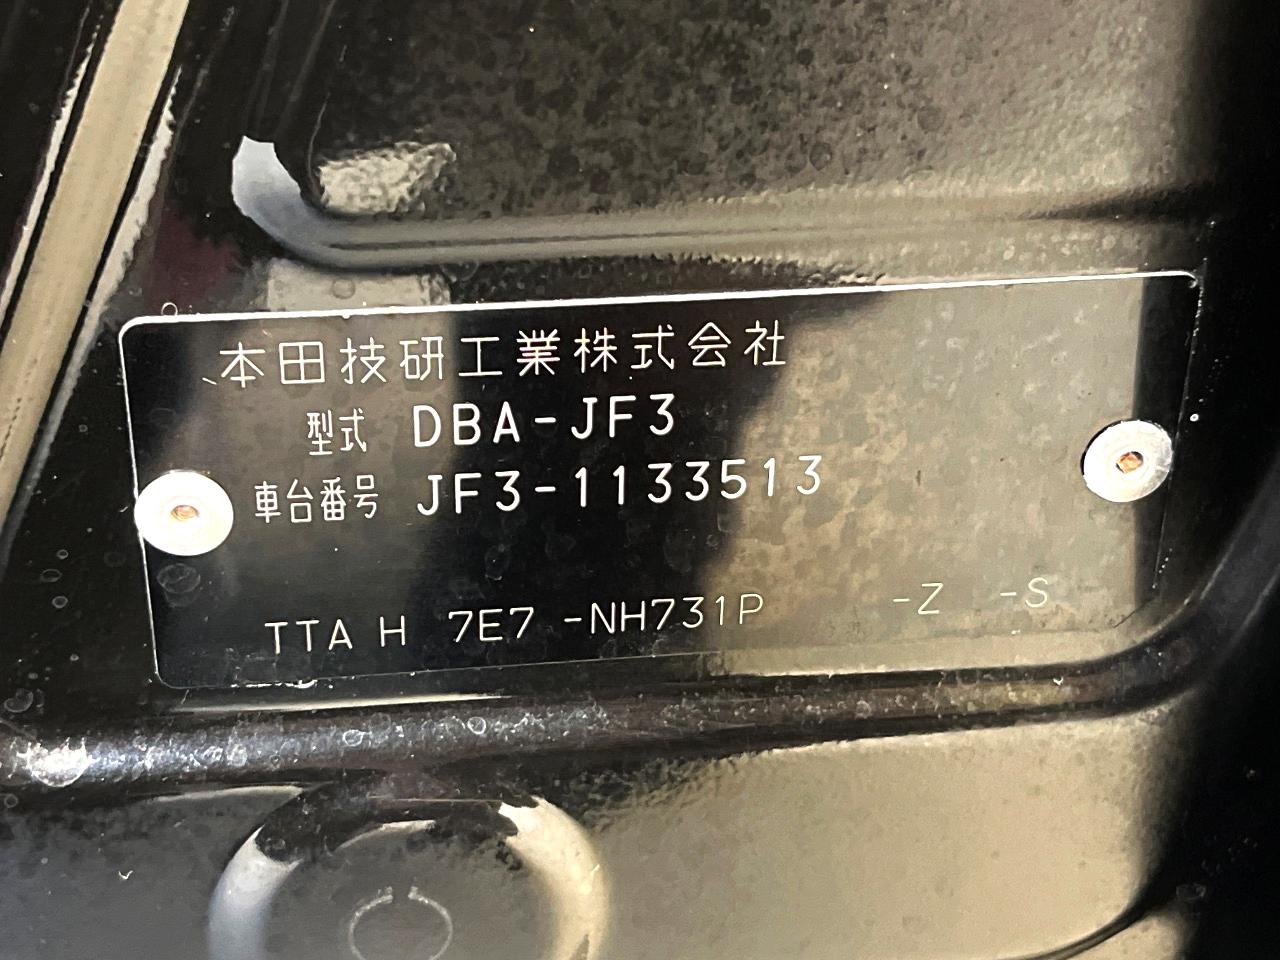 本田技研工業株式会社
型式 DBA-JF3
車台番号 JF3-1133513
TTA H 7E7 -NH731P -Z -S